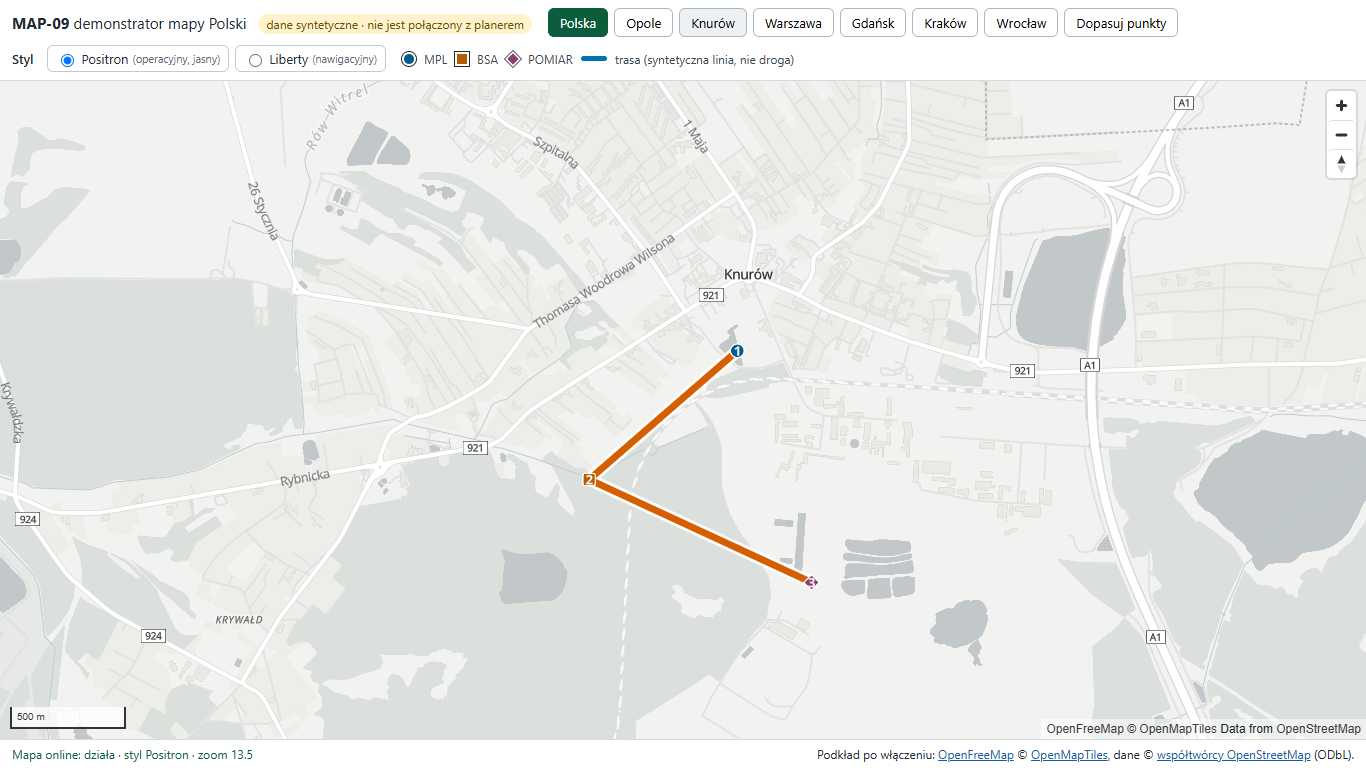 MAP-09 demonstrator mapy Polski
dane syntetyczne · nie jest połączony z planerem
Polska
Opole
Knurów
Warszawa
Gdańsk
Kraków
Wrocław
Dopasuj punkty
Styl
Positron (operacyjny, jasny)
Liberty (nawigacyjny)
MPL
BSA
POMIAR
trasa (syntetyczna linia, nie droga)
Rów Witrel
A1
1 Maja
Szpitalna
26 Stycznia
Thomasa Woodrowa Wilsona
Knurów
921
1
921
A1
Krywałdzka
921
Rybnicka
2
924
3
KRYWAŁD
924
A1
500 m
OpenFreeMap © OpenMapTiles Data from OpenStreetMap
Mapa online: działa · styl Positron · zoom 13.5
Podkład po włączeniu: OpenFreeMap © OpenMapTiles, dane © współtwórcy OpenStreetMap (ODbL).